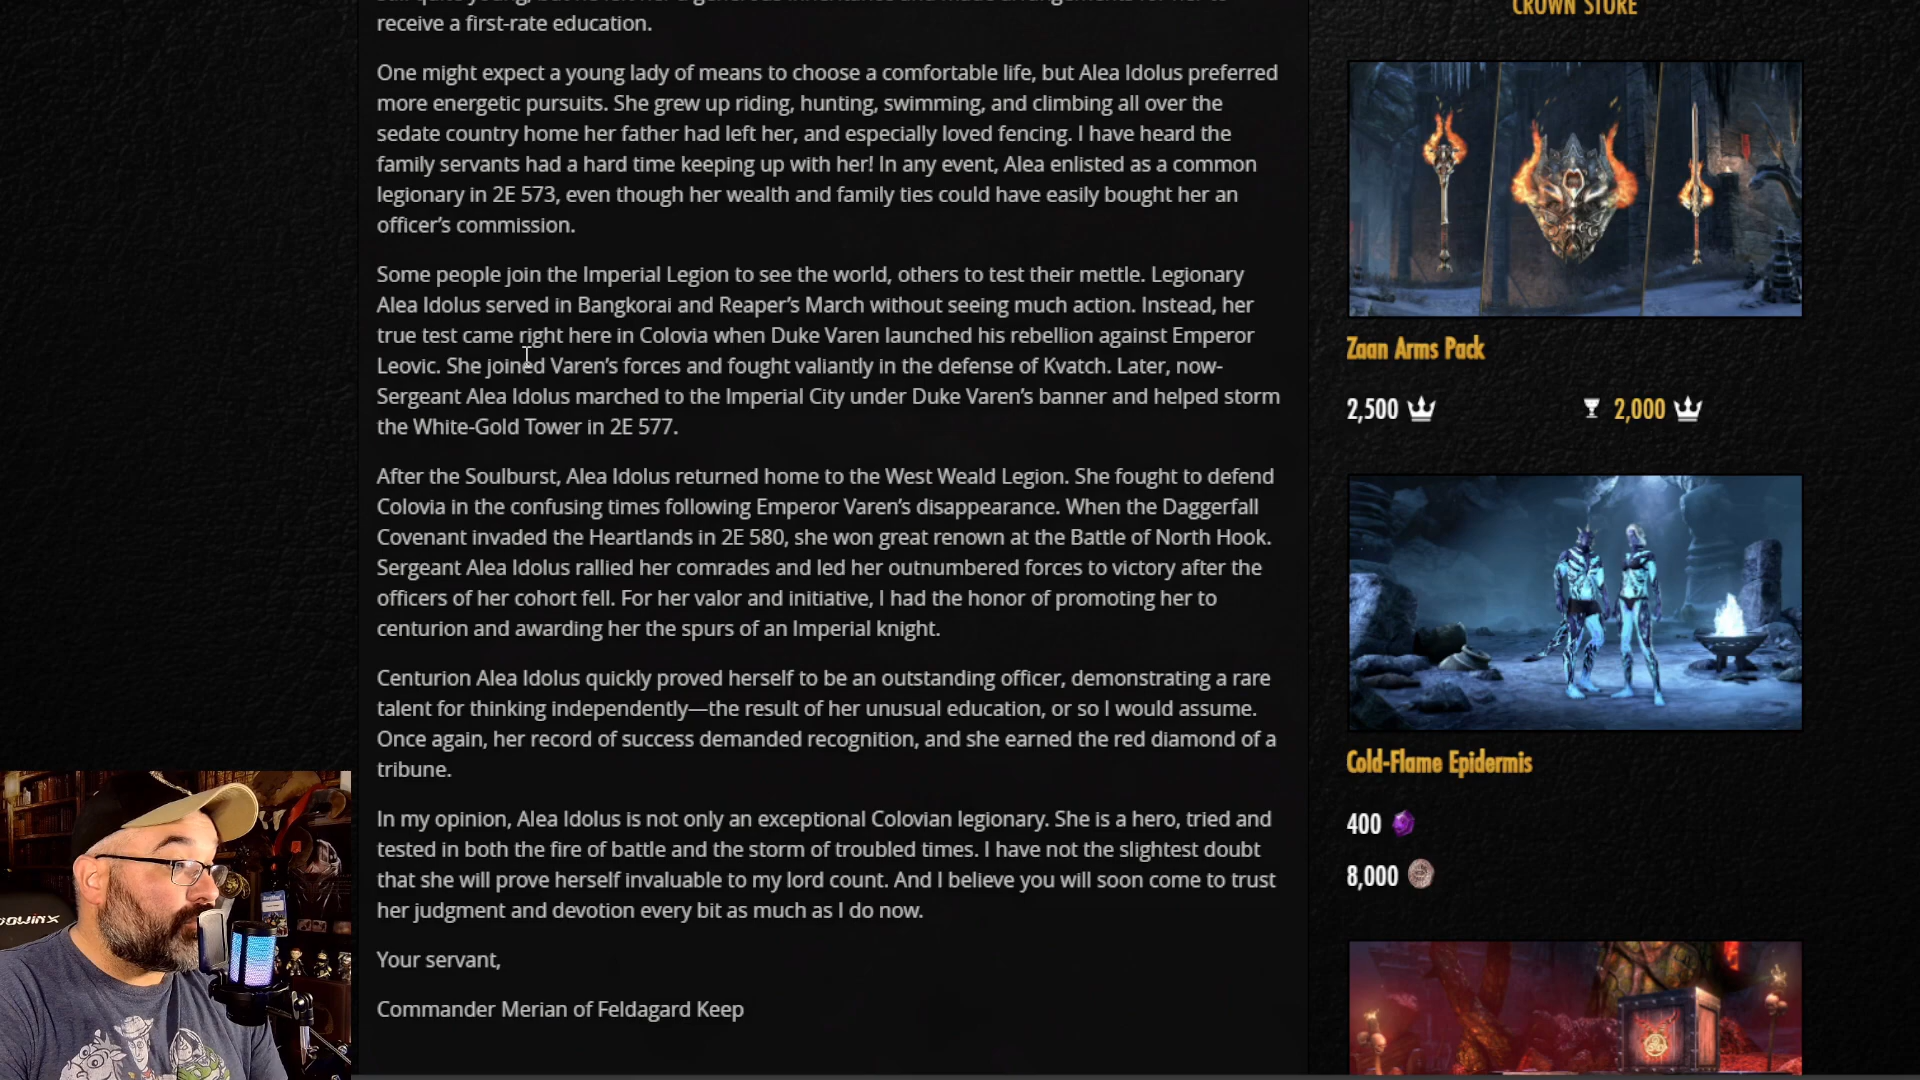 receive a first-rate education.
One might expect a young lady of means to choose a comfortable life, but Alea Idolus preferred
more energetic pursuits. She grew up riding, hunting, swimming, and climbing all over the
sedate country home her father had left her, and especially loved fencing. I have heard the
family servants had a hard time keeping up with her! In any event, Alea enlisted as a common
legionary in 2E 573, even though her wealth and family ties could have easily bought her an
officer’s commission.
Some people join the Imperial Legion to see the world, others to test their mettle. Legionary
Alea Idolus served in Bangkorai and Reaper’s March without seeing much action. Instead, her
true test came right here in Colovia when Duke Varen launched his rebellion against Emperor
Leovic. She joined Varen’s forces and fought valiantly in the defense of Kvatch. Later, now-
Sergeant Alea Idolus marched to the Imperial City under Duke Varen’s banner and helped storm
the White-Gold Tower in 2E 577.
After the Soulburst, Alea Idolus returned home to the West Weald Legion. She fought to defend
Colovia in the confusing times following Emperor Varen’s disappearance. When the Daggerfall
Covenant invaded the Heartlands in 2E 580, she won great renown at the Battle of North Hook.
Sergeant Alea Idolus rallied her comrades and led her outnumbered forces to victory after the
officers of her cohort fell. For her valor and initiative, I had the honor of promoting her to
centurion and awarding her the spurs of an Imperial knight.
Centurion Alea Idolus quickly proved herself to be an outstanding officer, demonstrating a rare
talent for thinking independently—the result of her unusual education, or so I would assume.
Once again, her record of success demanded recognition, and she earned the red diamond of a
tribune.
In my opinion, Alea Idolus is not only an exceptional Colovian legionary. She is a hero, tried and
tested in both the fire of battle and the storm of troubled times. I have not the slightest doubt
that she will prove herself invaluable to my lord count. And I believe you will soon come to trust
her judgment and devotion every bit as much as I do now.
Your servant,
Commander Merian of Feldagard Keep
CROWN STORE
Zaan Arms Pack
2,500 2,000
Cold-Flame Epidermis
400
8,000